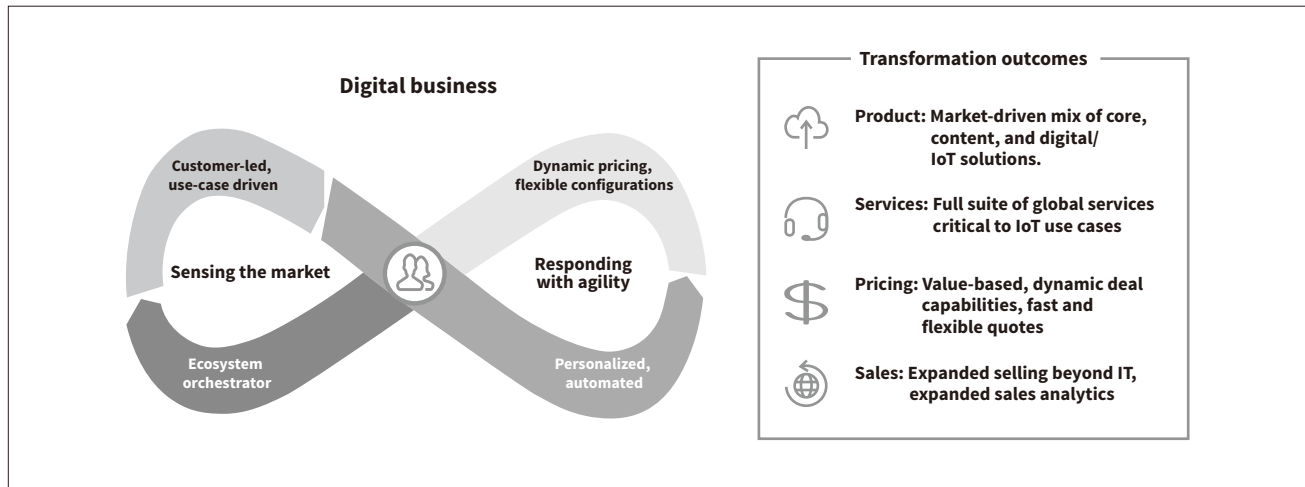 Digital business
Customer-led,
use-case driven
Dynamic pricing,
flexible configurations
Sensing the market
Responding
with agility
Ecosystem
orchestrator
Personalized,
automated
Transformation outcomes
Product: Market-driven mix of core,
content, and digital/
IoT solutions.
Services: Full suite of global services
critical to IoT use cases
Pricing: Value-based, dynamic deal
capabilities, fast and
flexible quotes
Sales: Expanded selling beyond IT,
expanded sales analytics